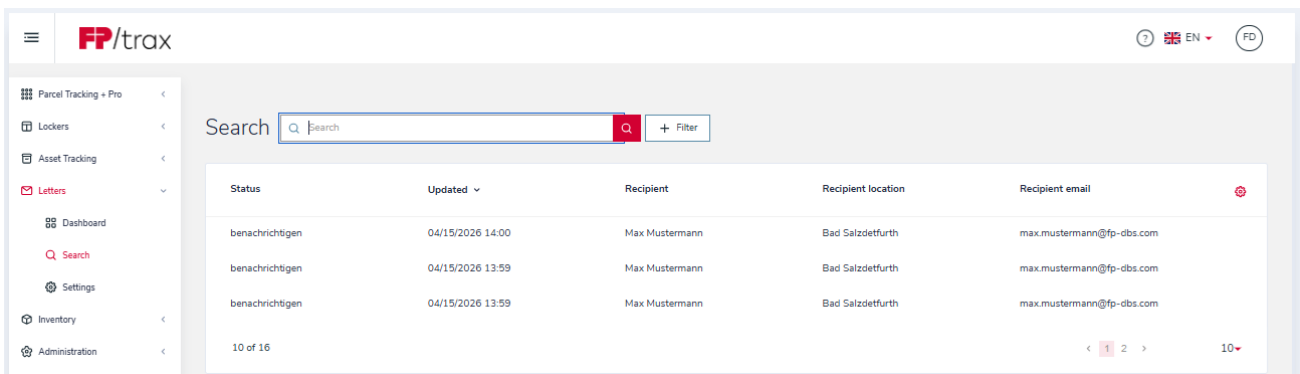 FP/trax
? EN FD
Parcel Tracking + Pro
Lockers
Asset Tracking
Letters
Dashboard
Search
Settings
Inventory
Administration
Search Search + Filter
Status Updated Recipient Recipient location Recipient email
benachrichtigen 04/15/2026 14:00 Max Mustermann Bad Salzdetfurth max.mustermann@fp-dbs.com
benachrichtigen 04/15/2026 13:59 Max Mustermann Bad Salzdetfurth max.mustermann@fp-dbs.com
benachrichtigen 04/15/2026 13:59 Max Mustermann Bad Salzdetfurth max.mustermann@fp-dbs.com
10 of 16 < 1 2 > 10